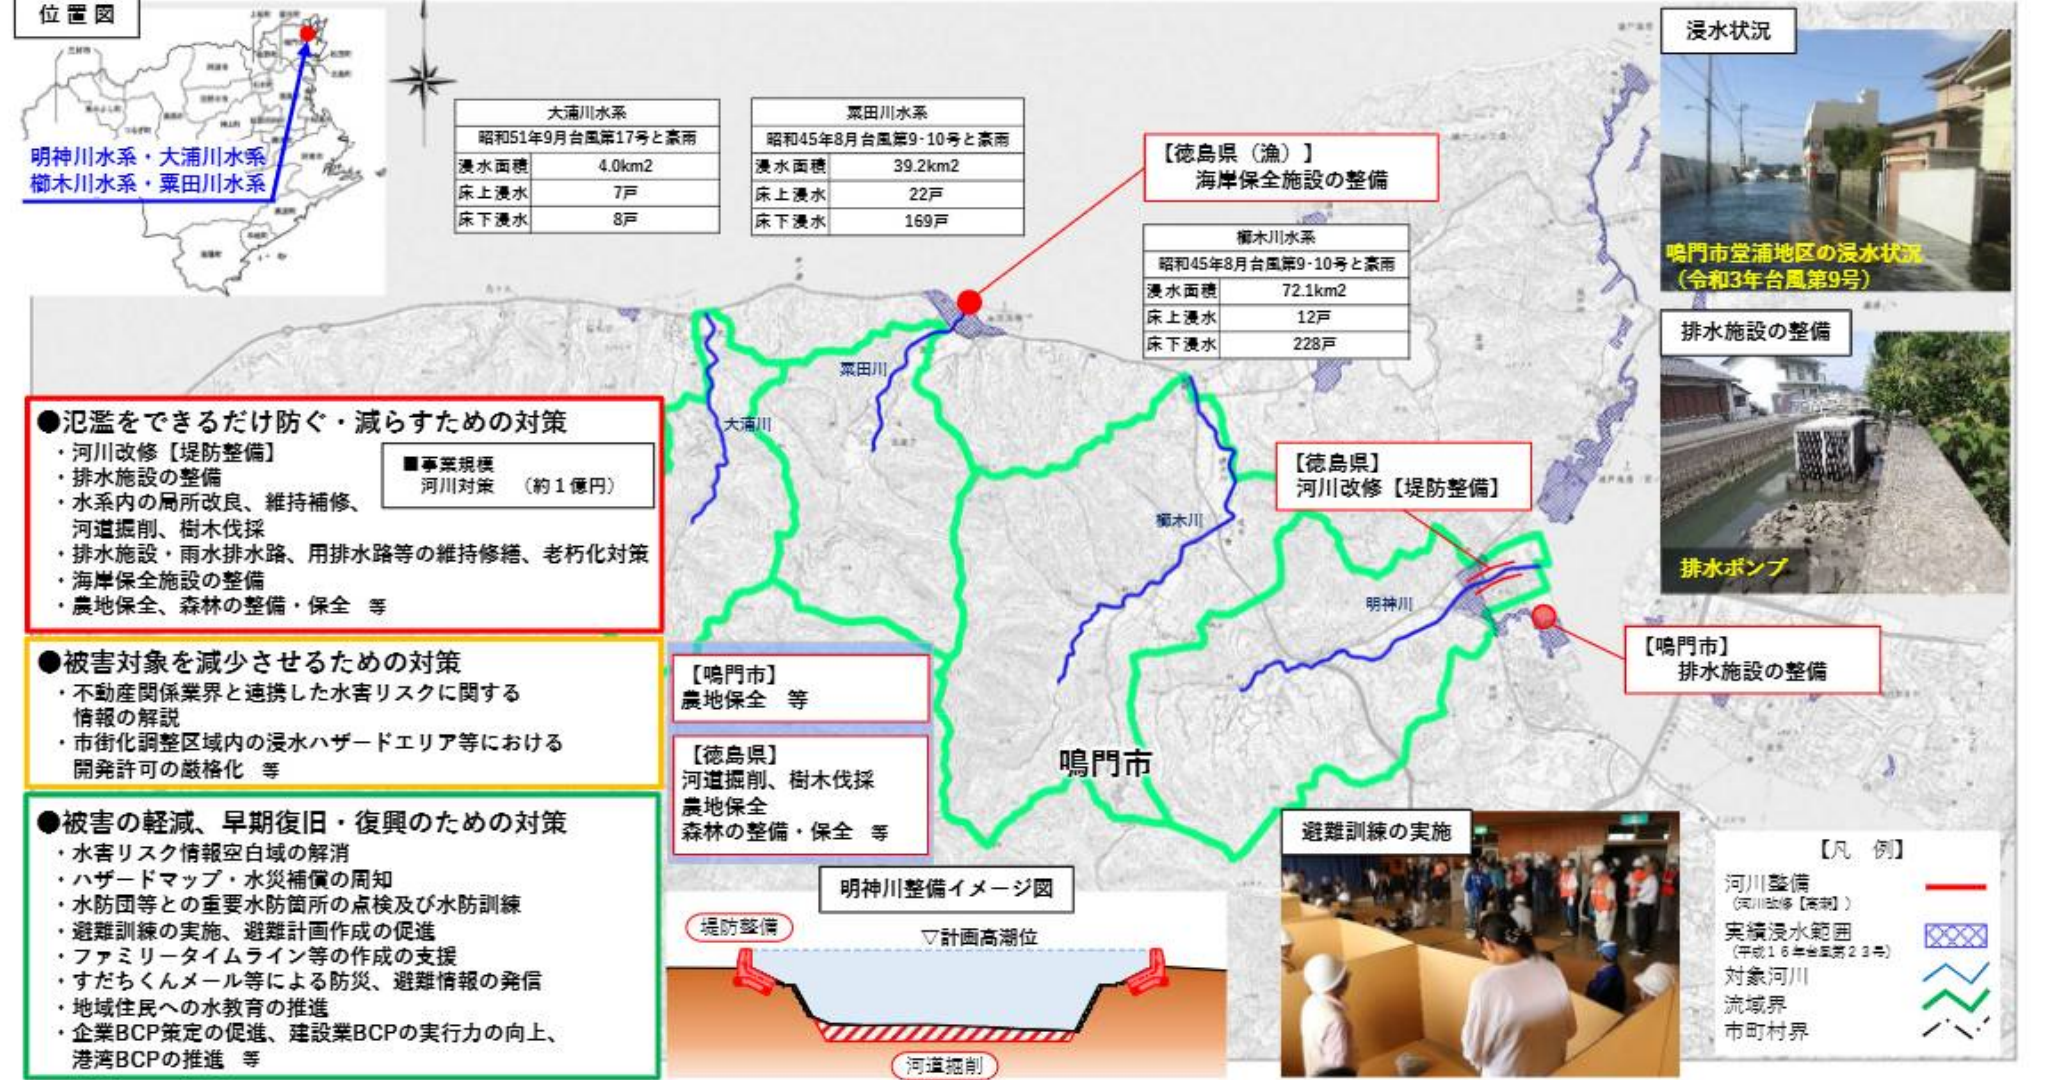 位置図
明神川水系・大浦川水系
櫛木川水系・粟田川水系
大浦川水系
昭和51年9月台風第17号と豪雨
浸水面積 4.0km2
床上浸水 7戸
床下浸水 8戸
粟田川水系
昭和45年8月台風第9・10号と豪雨
浸水面積 39.2km2
床上浸水 22戸
床下浸水 169戸
【徳島県（漁）】
海岸保全施設の整備
櫛木川水系
昭和45年8月台風第9・10号と豪雨
浸水面積 72.1km2
床上浸水 12戸
床下浸水 228戸
浸水状況
鳴門市堂浦地区の浸水状況
（令和3年台風第9号）
排水施設の整備
排水ポンプ
粟田川
大浦川
櫛木川
明神川
鳴門市
【徳島県】
河川改修【堤防整備】
【鳴門市】
排水施設の整備
●氾濫をできるだけ防ぐ・減らすための対策
・河川改修【堤防整備】
・排水施設の整備
・水系内の局所改良、維持補修、
河道掘削、樹木伐採
・排水施設・雨水排水路、用排水路等の維持修繕、老朽化対策
・海岸保全施設の整備
・農地保全、森林の整備・保全　等
■事業規模
河川対策　（約１億円）
●被害対象を減少させるための対策
・不動産関係業界と連携した水害リスクに関する
情報の解説
・市街化調整区域内の浸水ハザードエリア等における
開発許可の厳格化　等
●被害の軽減、早期復旧・復興のための対策
・水害リスク情報空白域の解消
・ハザードマップ・水災補償の周知
・水防団等との重要水防箇所の点検及び水防訓練
・避難訓練の実施、避難計画作成の促進
・ファミリータイムライン等の作成の支援
・すだちくんメール等による防災、避難情報の発信
・地域住民への水教育の推進
・企業BCP策定の促進、建設業BCPの実行力の向上、
港湾BCPの推進　等
【鳴門市】
農地保全　等
【徳島県】
河道掘削、樹木伐採
農地保全
森林の整備・保全　等
明神川整備イメージ図
堤防整備
▽計画高潮位
河道掘削
避難訓練の実施
【凡　例】
河川整備
（河川改修【高潮】）
実績浸水範囲
（平成１６年台風第２３号）
対象河川
流域界
市町村界